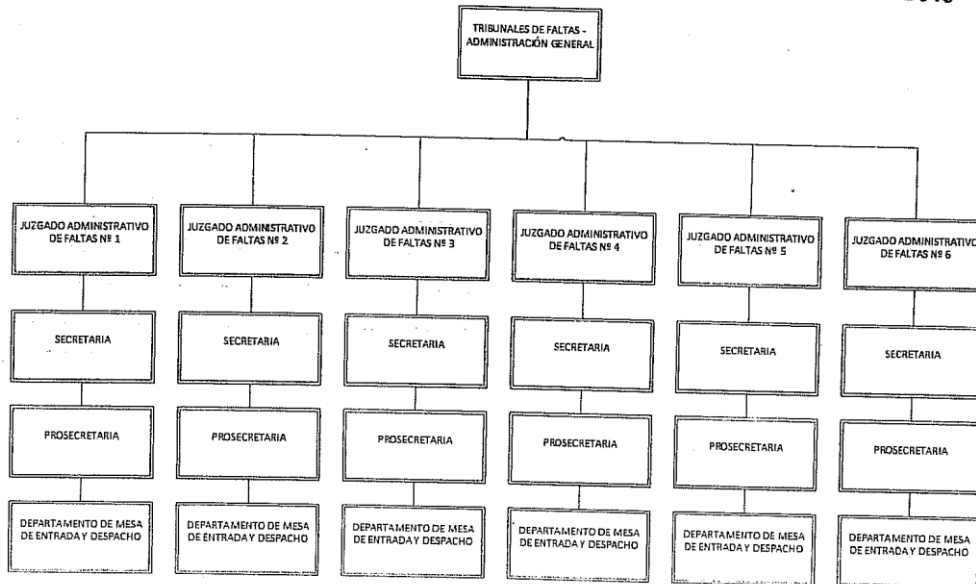 TRIBUNALES DE FALTAS -
ADMINISTRACIÓN GENERAL
JUZGADO ADMINISTRATIVO
DE FALTAS Nº 1
JUZGADO ADMINISTRATIVO
DE FALTAS Nº 2
JUZGADO ADMINISTRATIVO
DE FALTAS Nº 3
JUZGADO ADMINISTRATIVO
DE FALTAS Nº 4
JUZGADO ADMINISTRATIVO
DE FALTAS Nº 5
JUZGADO ADMINISTRATIVO
DE FALTAS Nº 6
SECRETARIA
SECRETARIA
SECRETARIA
SECRETARIA
SECRETARIA
SECRETARIA
PROSECRETARIA
PROSECRETARIA
PROSECRETARIA
PROSECRETARIA
PROSECRETARIA
PROSECRETARIA
DEPARTAMENTO DE MESA
DE ENTRADA Y DESPACHO
DEPARTAMENTO DE MESA
DE ENTRADA Y DESPACHO
DEPARTAMENTO DE MESA
DE ENTRADA Y DESPACHO
DEPARTAMENTO DE MESA
DE ENTRADA Y DESPACHO
DEPARTAMENTO DE MESA
DE ENTRADA Y DESPACHO
DEPARTAMENTO DE MESA
DE ENTRADA Y DESPACHO